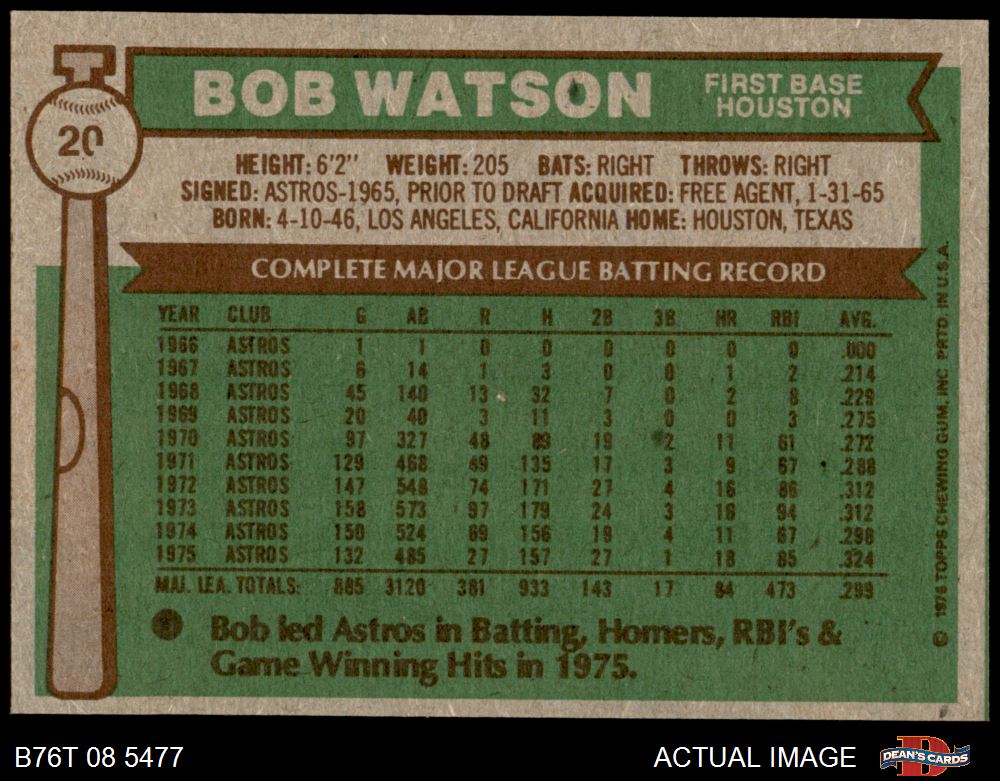 20
BOB WATSON
FIRST BASE
HOUSTON
HEIGHT: 6'2" WEIGHT: 205 BATS: RIGHT THROWS: RIGHT
SIGNED: ASTROS-1965, PRIOR TO DRAFT ACQUIRED: FREE AGENT, 1-31-65
BORN: 4-10-46, LOS ANGELES, CALIFORNIA HOME: HOUSTON, TEXAS
COMPLETE MAJOR LEAGUE BATTING RECORD
YEAR CLUB G AB R H 2B 3B HR RBI AVG.
1966 ASTROS 1 1 0 0 0 0 0 0 .000
1967 ASTROS 6 14 1 3 0 0 1 2 .214
1968 ASTROS 45 140 13 32 7 0 2 8 .229
1969 ASTROS 20 40 3 11 3 0 0 3 .275
1970 ASTROS 97 327 48 89 19 2 11 61 .272
1971 ASTROS 129 468 49 135 17 3 9 67 .288
1972 ASTROS 147 548 74 171 27 4 16 86 .312
1973 ASTROS 158 573 97 179 24 3 16 94 .312
1974 ASTROS 150 524 69 156 19 4 11 67 .298
1975 ASTROS 132 485 27 157 27 1 18 85 .324
MAJ. LEA. TOTALS: 885 3120 381 933 143 17 84 473 .299
Bob led Astros in Batting, Homers, RBI's &
Game Winning Hits in 1975.
© 1976 TOPPS CHEWING GUM, INC. PRTD. IN U.S.A.
B76T 08 5477
ACTUAL IMAGE
DEAN'S CARDS